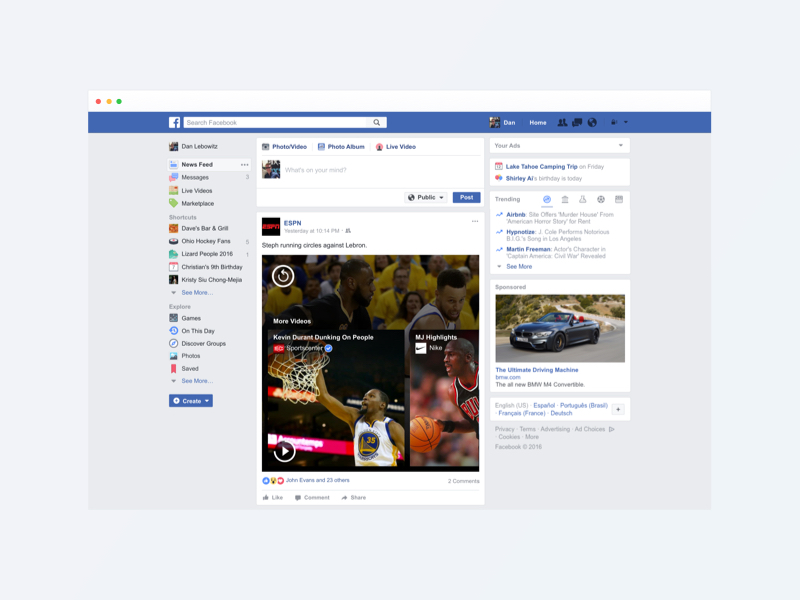 Search Facebook
Dan
Home
Dan Lebowitz
News Feed
Messages 3
Live Videos
Marketplace
Shortcuts
Dave's Bar & Grill
Ohio Hockey Fans 5
Lizard People 2016 1
Christian's 9th Birthday
Kristy Siu Chong-Mejia
See More...
Explore
Games
On This Day
Discover Groups
Photos
Saved
See More...
Create
Photo/Video
Photo Album
Live Video
What's on your mind?
Public
Post
ESPN
ESPN
Yesterday at 10:14 PM ·
Steph running circles against Lebron.
More Videos
Kevin Durant Dunking On People
Sportscenter
MJ Highlights
Nike
35
John Evans and 23 others
2 Comments
Like
Comment
Share
Your Ads
Lake Tahoe Camping Trip on Friday
Shirley Ai's birthday is today
Trending
Airbnb: Site Offers 'Murder House' From
'American Horror Story' for Rent
Hypnotize: J. Cole Performs Notorious
B.I.G.'s Song in Los Angeles
Martin Freeman: Actor's Character in
'Captain America: Civil War' Revealed
See More
Sponsored
The Ultimate Driving Machine
bmw.com
The all new BMW M4 Convertible.
English (US) · Español · Português (Brasil)
· Français (France) · Deutsch
Privacy · Terms · Advertising · Ad Choices
· Cookies · More
Facebook © 2016